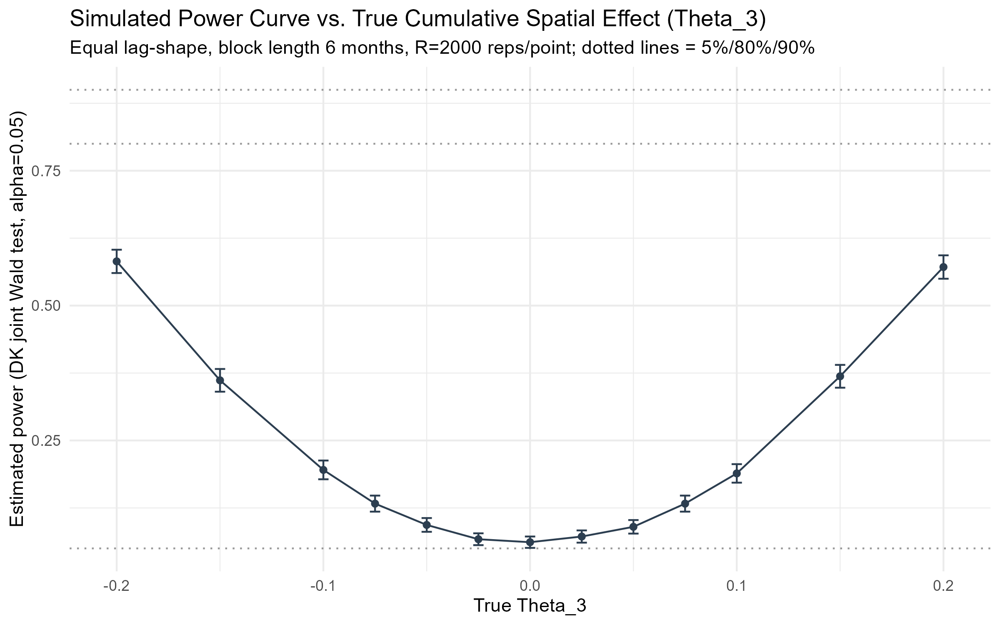 Simulated Power Curve vs. True Cumulative Spatial Effect (Theta_3)
Equal lag-shape, block length 6 months, R=2000 reps/point; dotted lines = 5%/80%/90%
Estimated power (DK joint Wald test, alpha=0.05)
0.75
0.50
0.25
-0.2
-0.1
0.0
0.1
0.2
True Theta_3